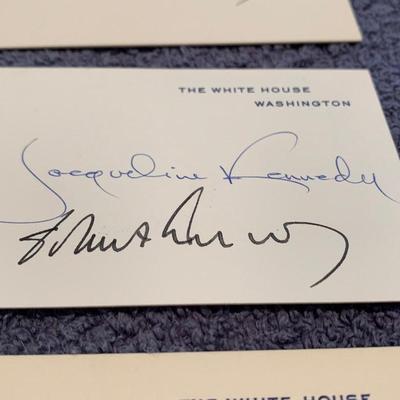 THE WHITE HOUSE
WASHINGTON
Jacqueline Kennedy
THE WHITE HOUSE